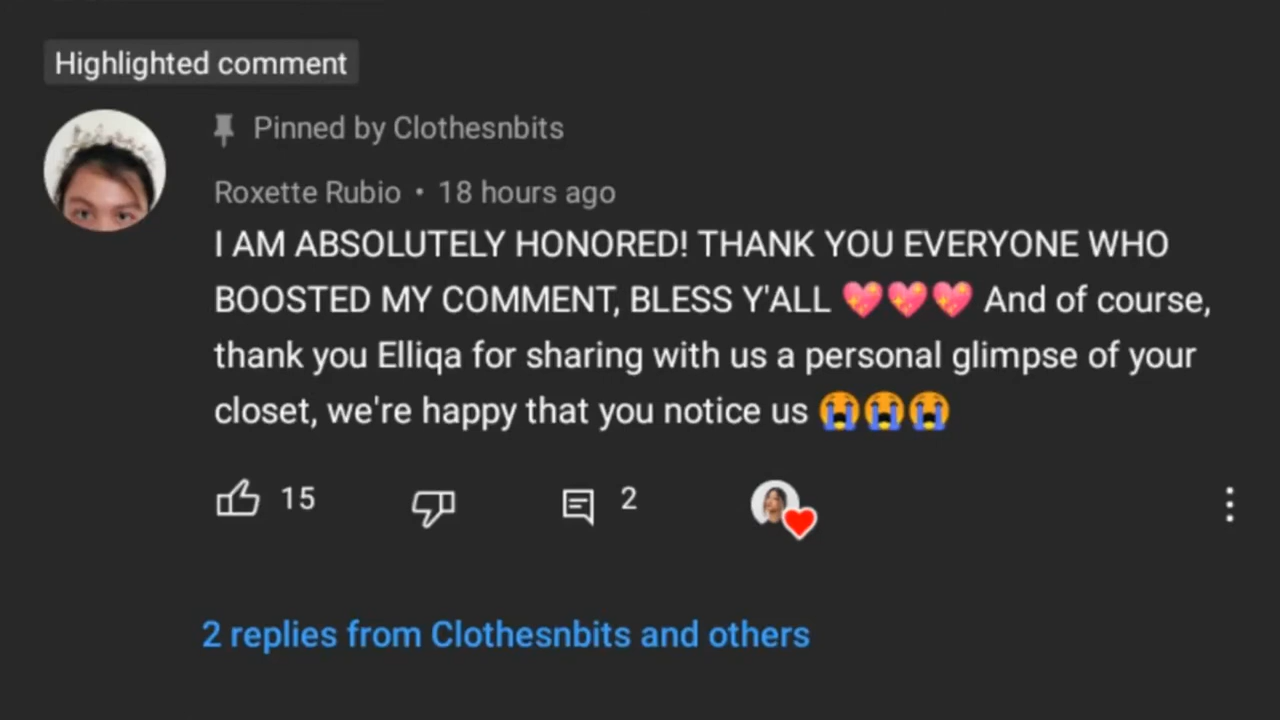 Highlighted comment
Pinned by Clothesnbits
Roxette Rubio • 18 hours ago
I AM ABSOLUTELY HONORED! THANK YOU EVERYONE WHO
BOOSTED MY COMMENT, BLESS Y'ALL 💖💖💖 And of course,
thank you Elliqa for sharing with us a personal glimpse of your
closet, we're happy that you notice us 😭😭😭
15 2
2 replies from Clothesnbits and others